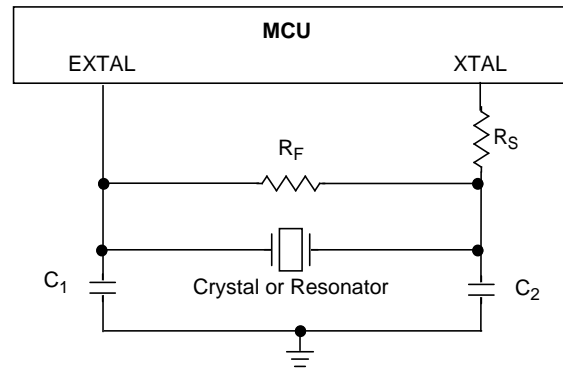 MCU
EXTAL XTAL
R_S
R_F
Crystal or Resonator
C_1
C_2